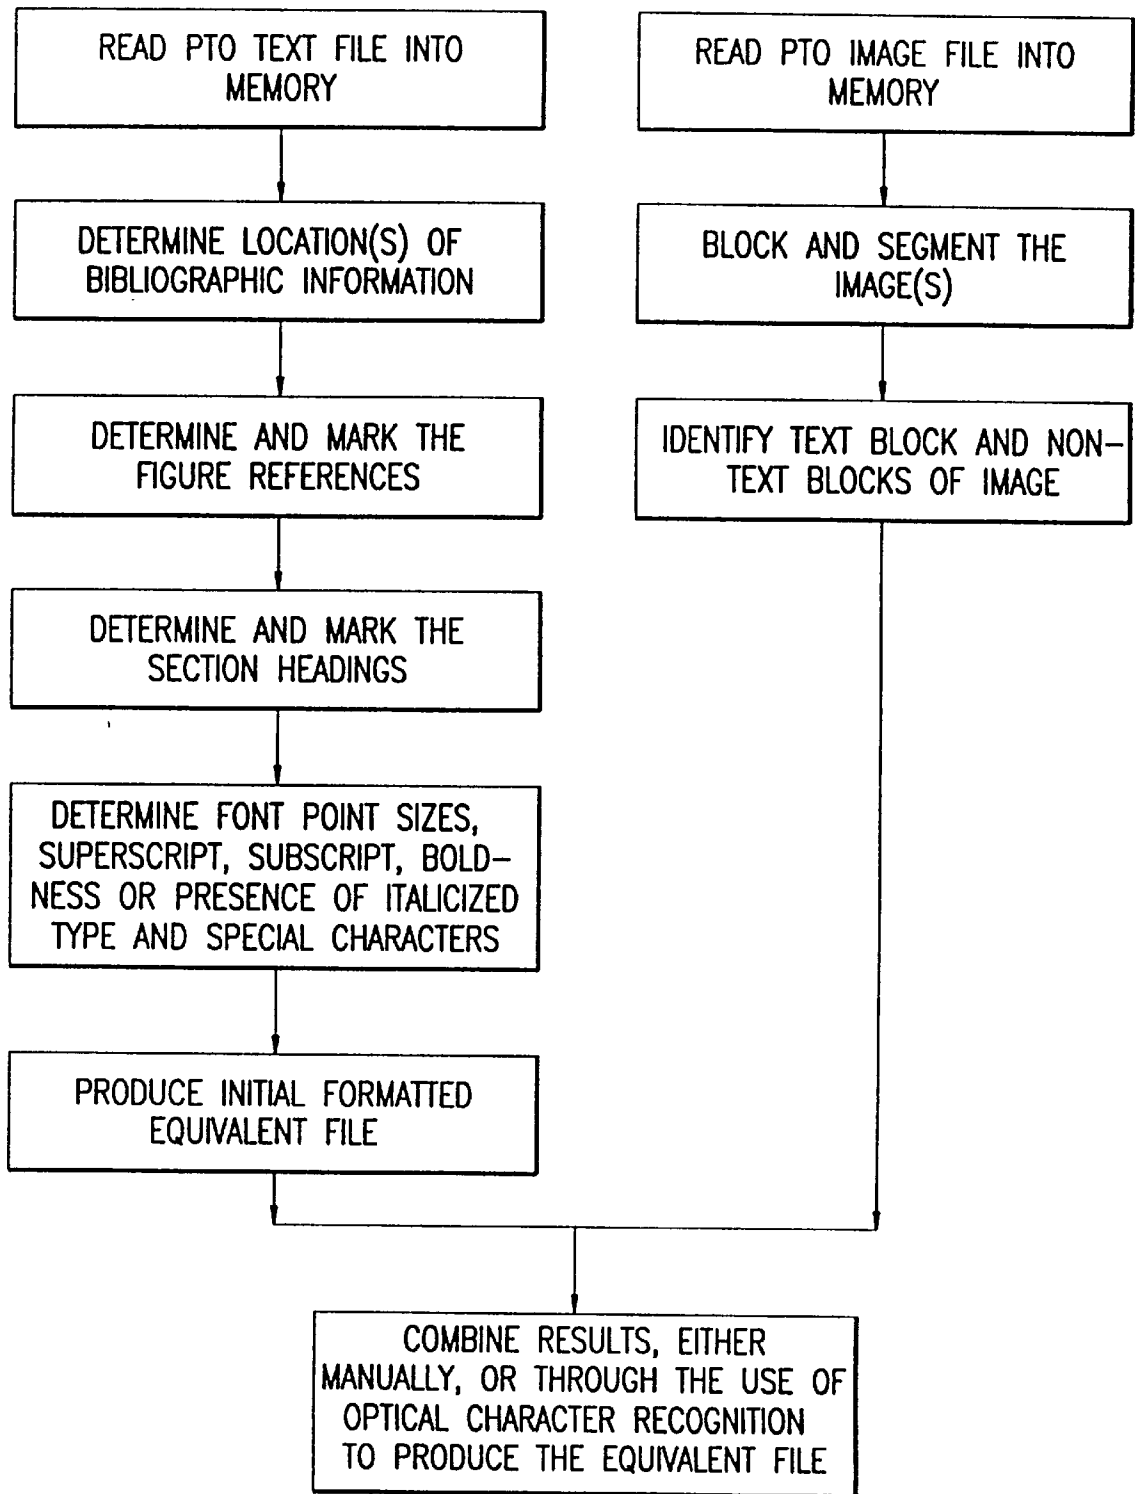 READ PTO TEXT FILE INTO
MEMORY
DETERMINE LOCATION(S) OF
BIBLIOGRAPHIC INFORMATION
DETERMINE AND MARK THE
FIGURE REFERENCES
DETERMINE AND MARK THE
SECTION HEADINGS
DETERMINE FONT POINT SIZES,
SUPERSCRIPT, SUBSCRIPT, BOLD-
NESS OR PRESENCE OF ITALICIZED
TYPE AND SPECIAL CHARACTERS
PRODUCE INITIAL FORMATTED
EQUIVALENT FILE
READ PTO IMAGE FILE INTO
MEMORY
BLOCK AND SEGMENT THE
IMAGE(S)
IDENTIFY TEXT BLOCK AND NON-
TEXT BLOCKS OF IMAGE
COMBINE RESULTS, EITHER
MANUALLY, OR THROUGH THE USE OF
OPTICAL CHARACTER RECOGNITION
TO PRODUCE THE EQUIVALENT FILE